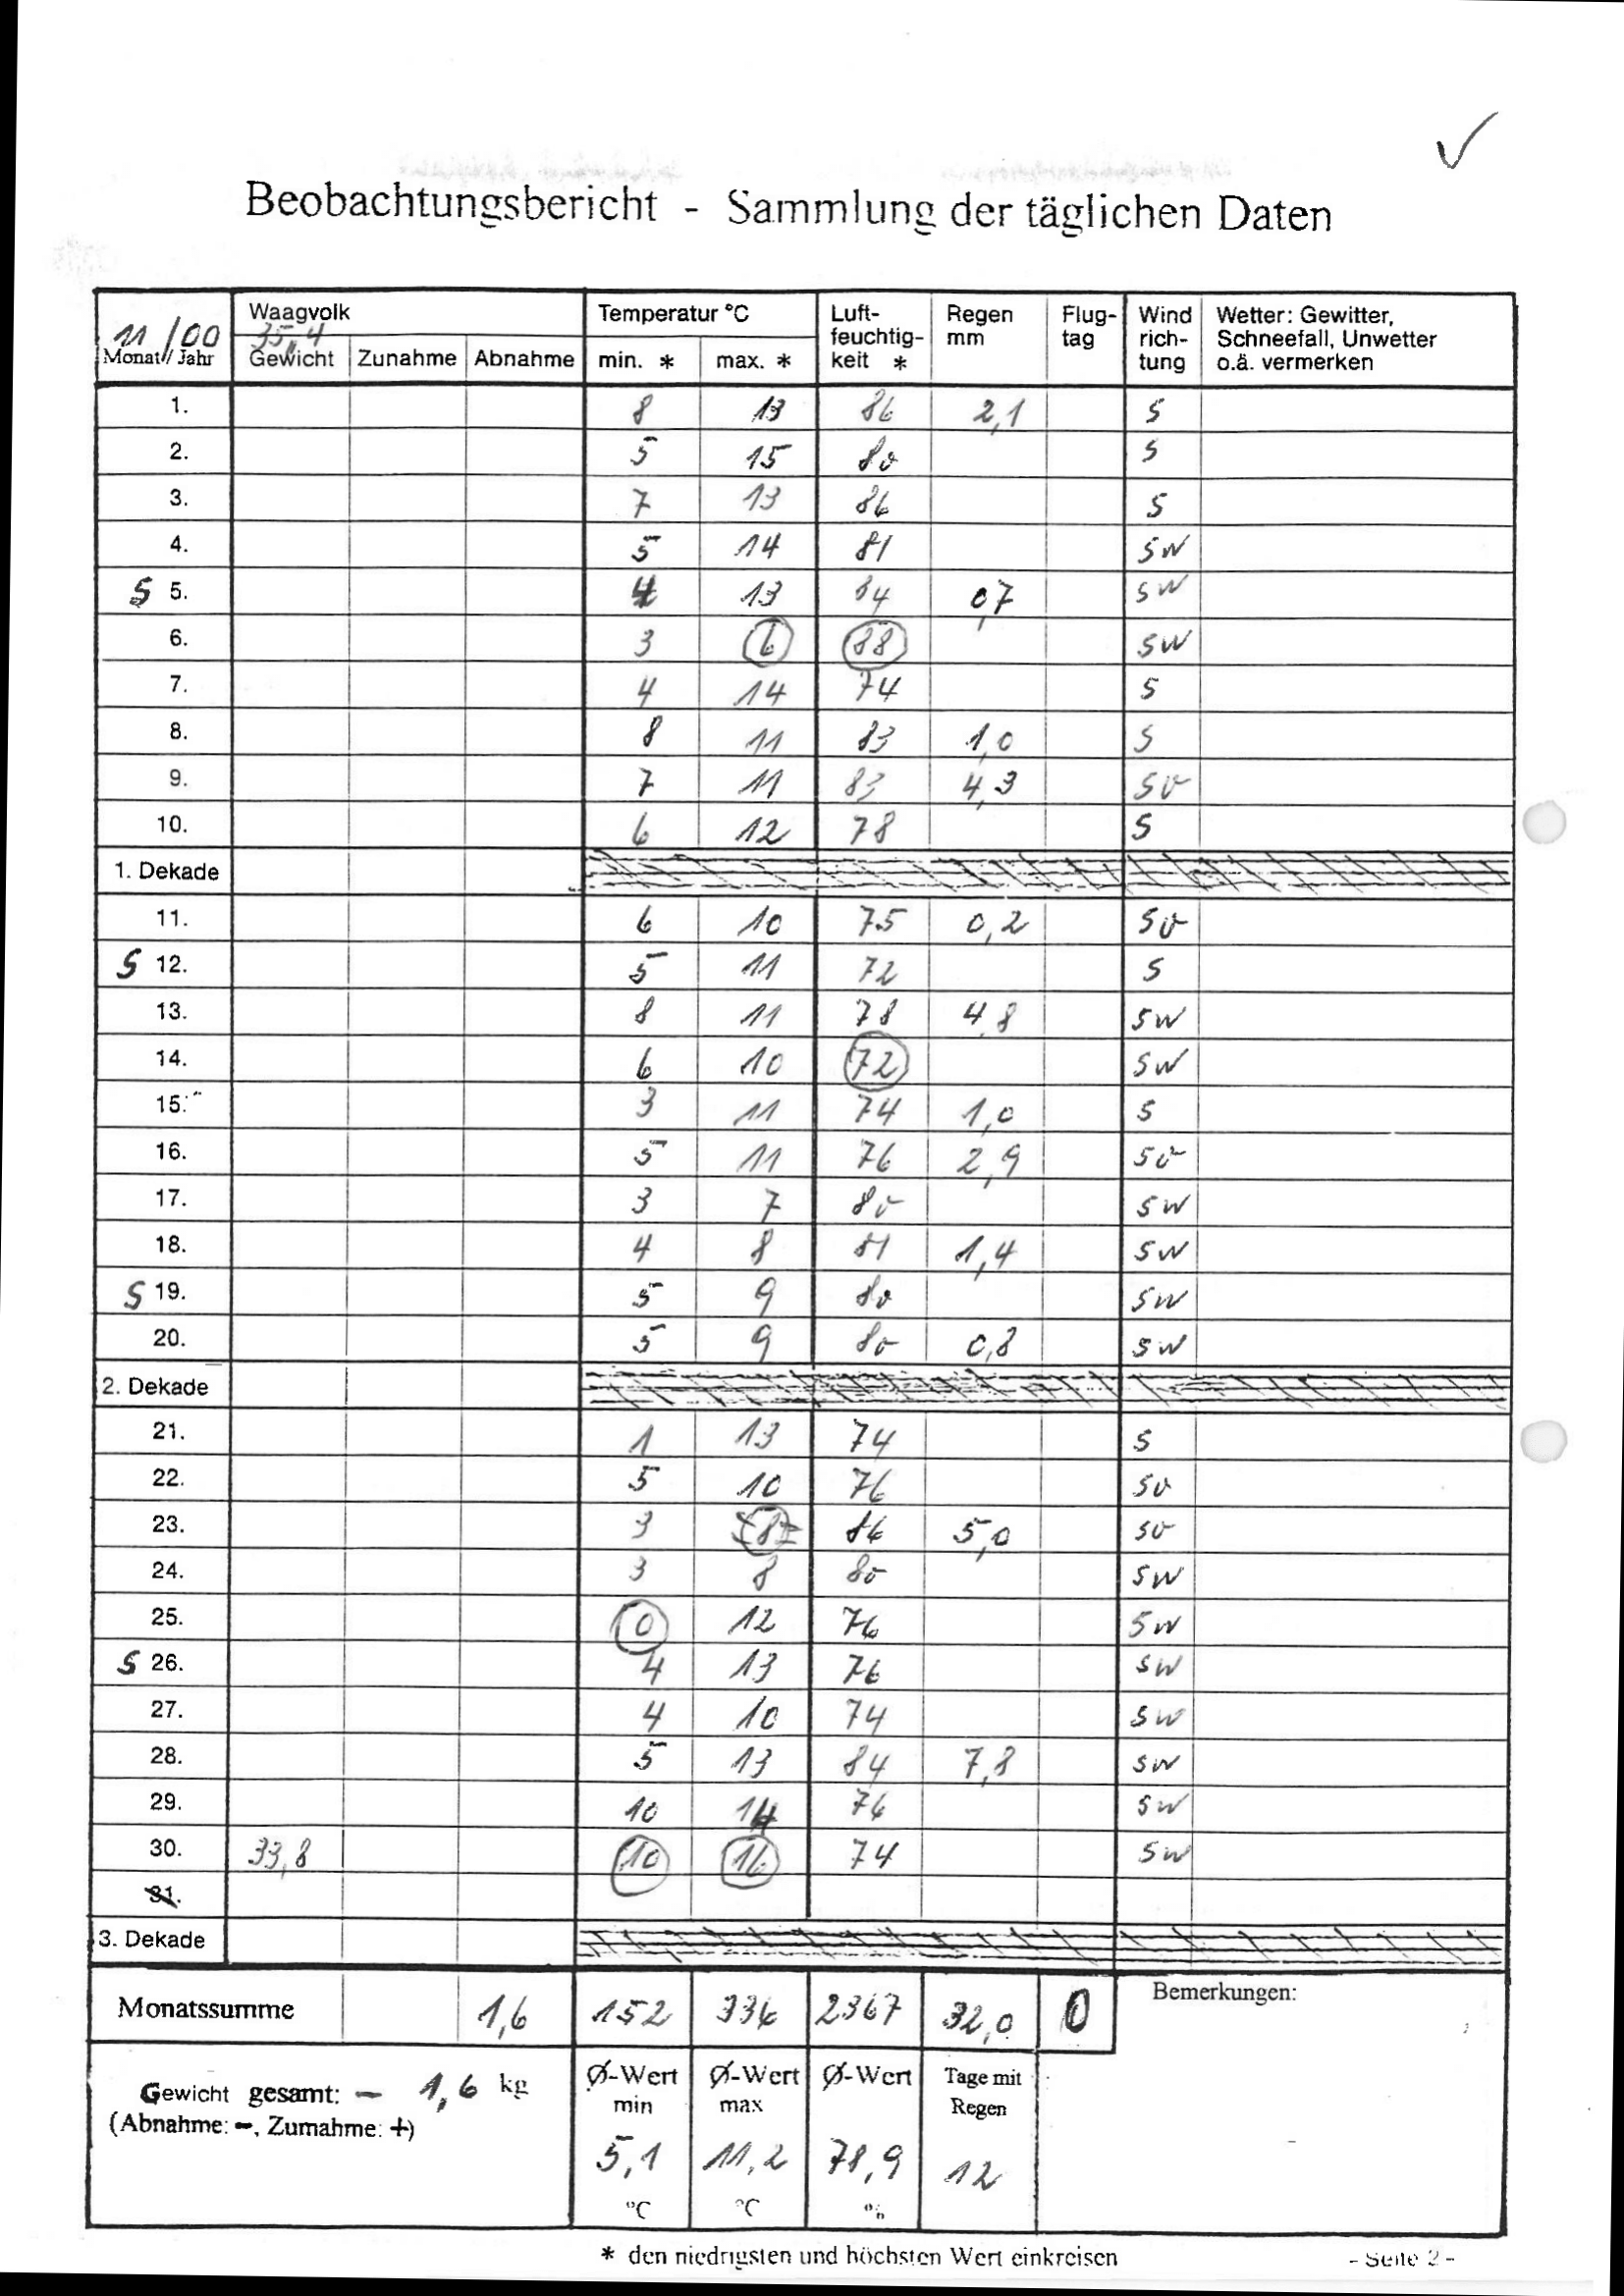 Beobachtungsbericht - Sammlung der täglichen Daten
11/00 Monat/Jahr Waagvolk 35,4 Gewicht Zunahme Abnahme Temperatur °C min. * max. * Luft-feuchtig-keit * Regen mm Flug-tag Wind rich-tung Wetter: Gewitter, Schneefall, Unwetter o.ä. vermerken
1. 8 13 86 2,1 S
2. 5 15 80 S
3. 7 13 86 S
4. 5 14 81 SW
S 5. 4 13 84 0,7 SW
6. 3 6 88 SW
7. 4 14 74 S
8. 8 11 83 1,0 S
9. 7 11 83 4,3 SO
10. 6 12 78 S
1. Dekade
11. 6 10 75 0,2 SO
S 12. 5 11 72 S
13. 8 11 78 4,8 SW
14. 6 10 72 SW
15. 3 11 74 1,0 S
16. 5 11 76 2,9 SO
17. 3 7 80 SW
18. 4 8 81 1,4 SW
S 19. 5 9 80 SW
20. 5 9 80 0,8 SW
2. Dekade
21. 1 13 74 S
22. 5 10 76 SO
23. 3 8 86 5,0 SO
24. 3 8 80 SW
25. 0 12 76 SW
S 26. 4 13 76 SW
27. 4 10 74 SW
28. 5 13 84 7,8 SW
29. 10 14 76 SW
30. 33,8 10 16 74 SW
31.
3. Dekade
Monatssumme 1,6 152 336 2367 32,0 0 Bemerkungen:
Gewicht gesamt: - 1,6 kg Ø-Wert min Ø-Wert max Ø-Wert Tage mit Regen
(Abnahme: -, Zumahme: +)
5,1 11,2 78,9 12
°C °C %
* den niedrigsten und höchsten Wert einkreisen - Seite 2 -